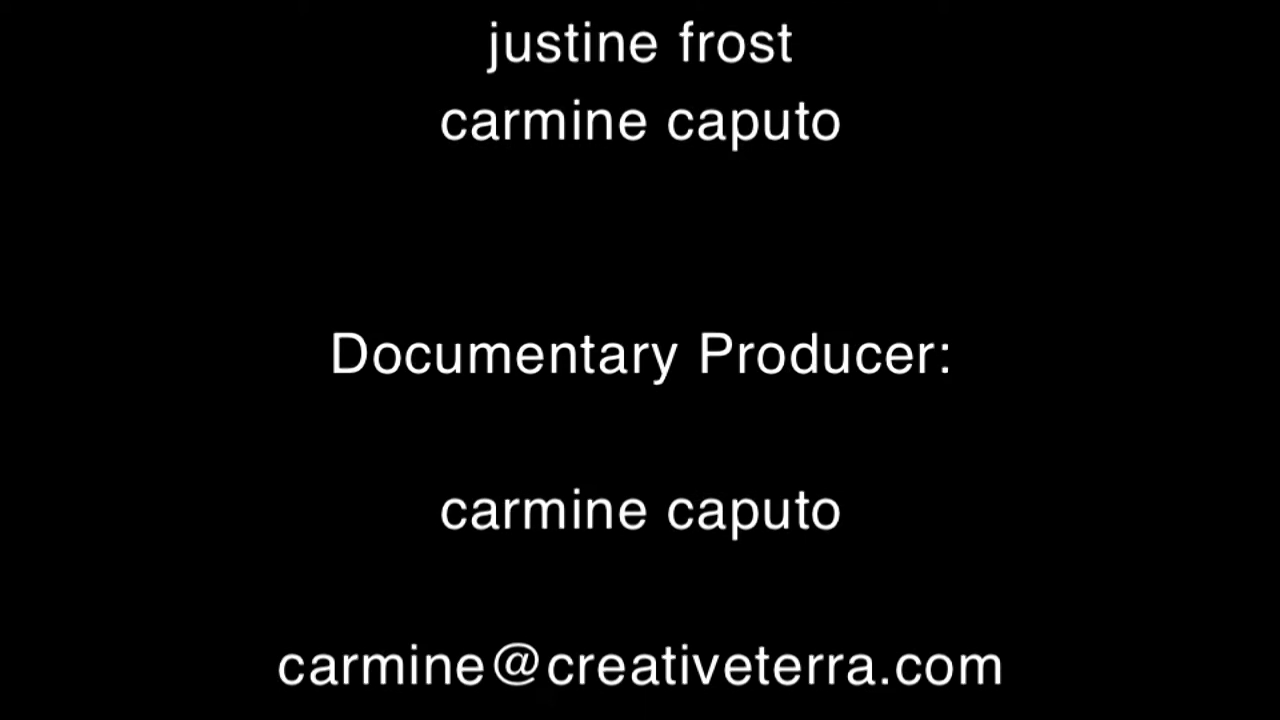 justine frost
carmine caputo
Documentary Producer:
carmine caputo
carmine@creativeterra.com